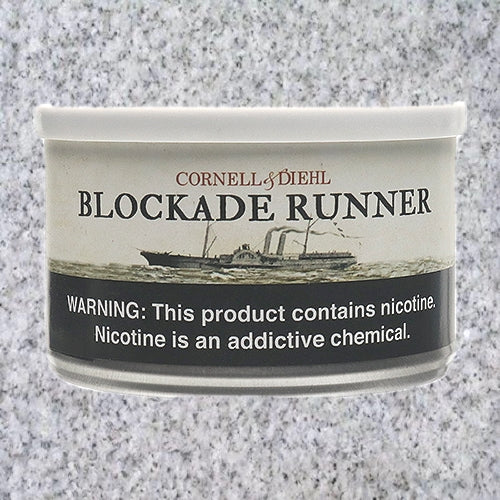 CORNELL & DIEHL
BLOCKADE RUNNER
WARNING: This product contains nicotine.
Nicotine is an addictive chemical.